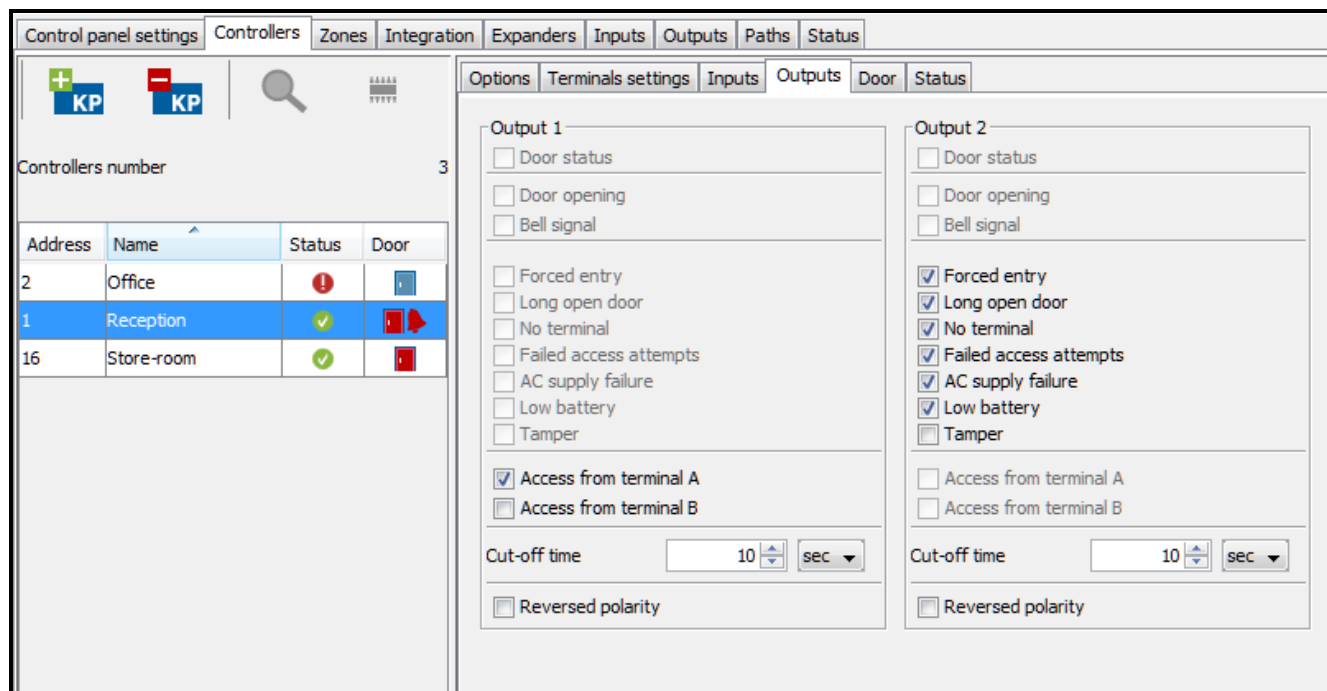 Control panel settings Controllers Zones Integration Expanders Inputs Outputs Paths Status
KP KP
Controllers number 3
Address Name Status Door
2 Office
1 Reception
16 Store-room
Options Terminals settings Inputs Outputs Door Status
Output 1
Door status
Door opening
Bell signal
Forced entry
Long open door
No terminal
Failed access attempts
AC supply failure
Low battery
Tamper
Access from terminal A
Access from terminal B
Cut-off time 10 sec
Reversed polarity
Output 2
Door status
Door opening
Bell signal
Forced entry
Long open door
No terminal
Failed access attempts
AC supply failure
Low battery
Tamper
Access from terminal A
Access from terminal B
Cut-off time 10 sec
Reversed polarity